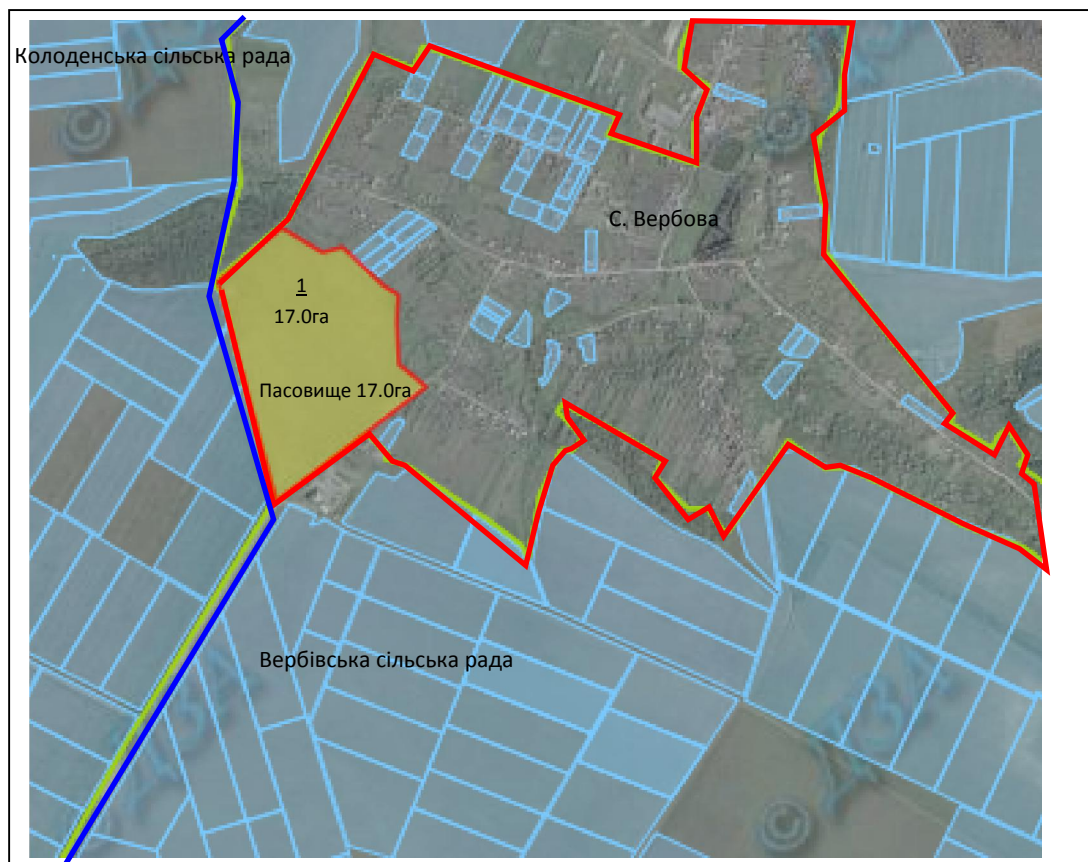 Колоденська сільська рада
С. Вербова
1
17.0га
Пасовище 17.0га
Вербівська сільська рада